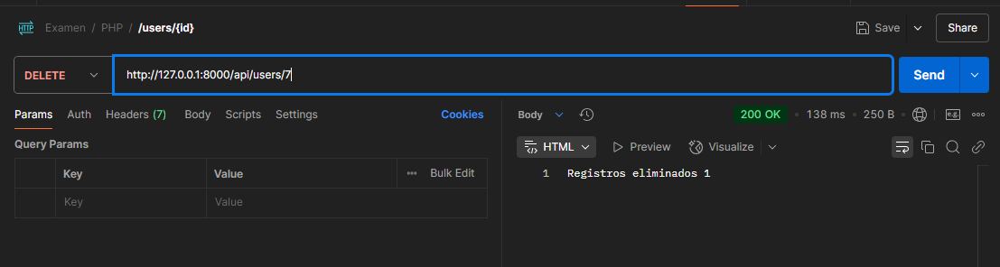 HTTP Examen / PHP / /users/{id} Save Share
DELETE http://127.0.0.1:8000/api/users/7 Send
Params Auth Headers (7) Body Scripts Settings Cookies
Body 200 OK • 138 ms • 250 B e.g.
Query Params
HTML Preview Visualize
Key Value Bulk Edit
1 Registros eliminados 1
Key Value